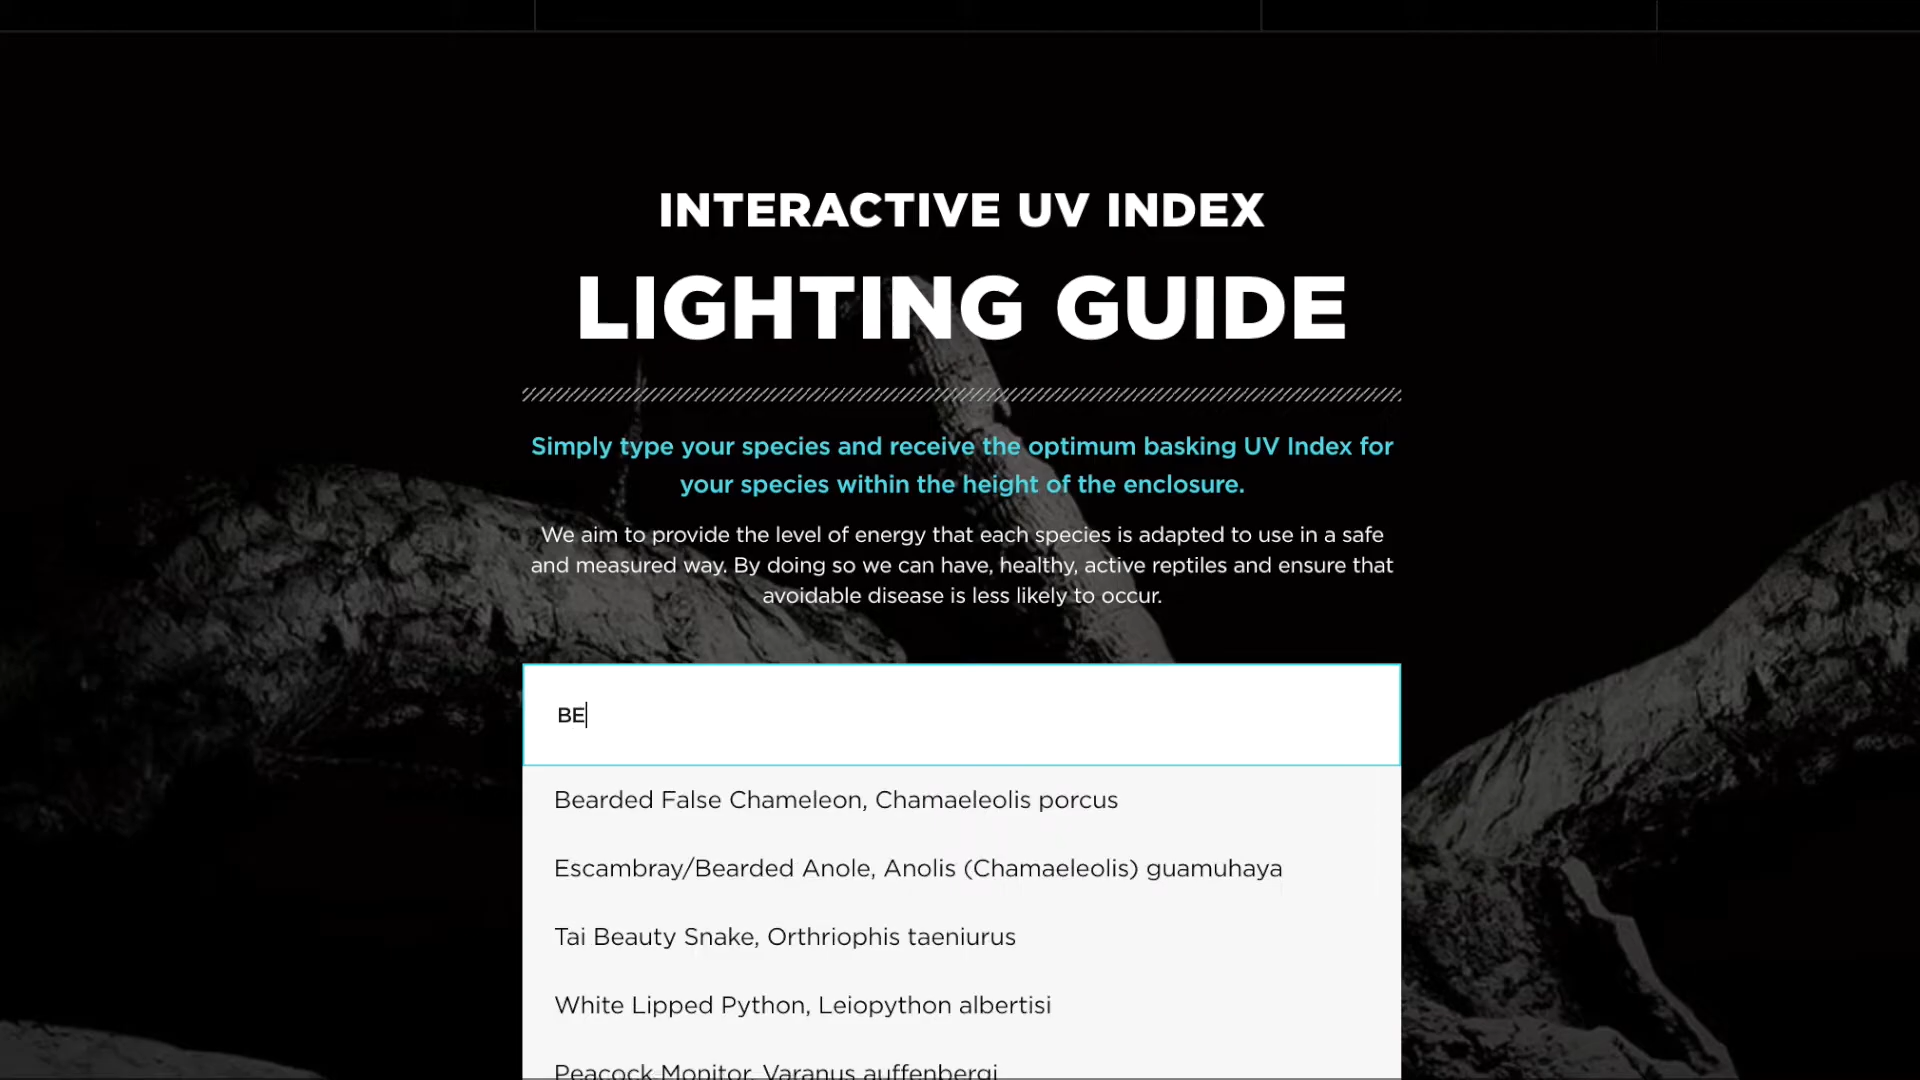 INTERACTIVE UV INDEX
LIGHTING GUIDE
Simply type your species and receive the optimum basking UV Index for
your species within the height of the enclosure.
We aim to provide the level of energy that each species is adapted to use in a safe
and measured way. By doing so we can have, healthy, active reptiles and ensure that
avoidable disease is less likely to occur.
BE
Bearded False Chameleon, Chamaeleolis porcus
Escambray/Bearded Anole, Anolis (Chamaeleolis) guamuhaya
Tai Beauty Snake, Orthriophis taeniurus
White Lipped Python, Leiopython albertisi
Peacock Monitor, Varanus auffenbergi